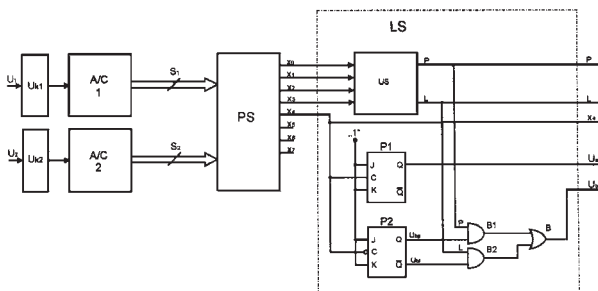 LS
U1
Uk1
A/C
1
S1
PS
X0
X1
X2
X3
X4
X5
X6
X7
US
P
L
P
L
X4
U2
Uk2
A/C
2
S2
„1"
P1
J
C
K
Q
Q
P2
J
C
K
Q
Q
P
B1
L
B2
B